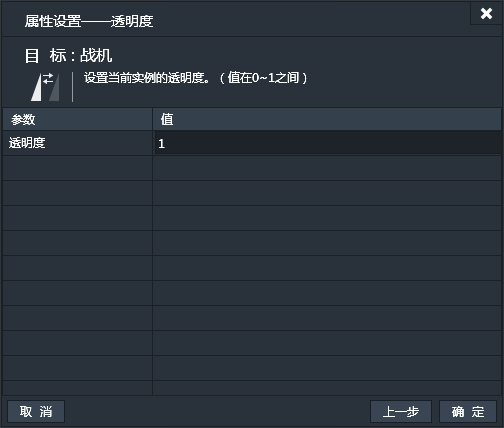 属性设置——透明度
目 标：战机
设置当前实例的透明度。（值在0~1之间）
参数 值
透明度 1
取 消 上一步 确 定